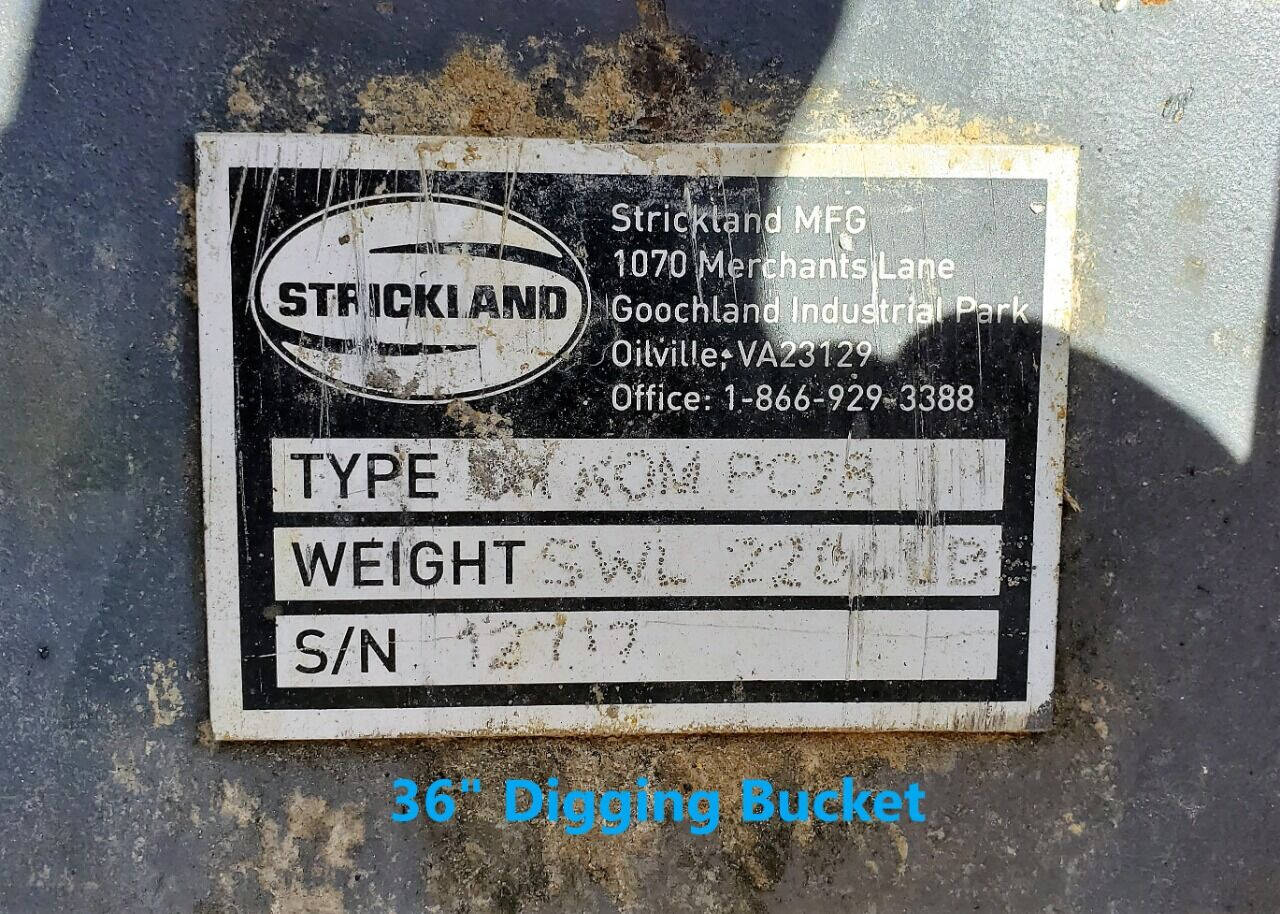 STRICKLAND
Strickland MFG
1070 Merchants Lane
Goochland Industrial Park
Oilville, VA23129
Office: 1-866-929-3388
TYPE KOM PC78
WEIGHT SWL
S/N
36" Digging Bucket